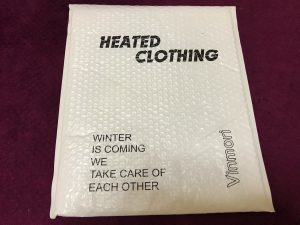 HEATED
CLOTHING
WINTER
IS COMING
WE
TAKE CARE OF
EACH OTHER
Vinmori